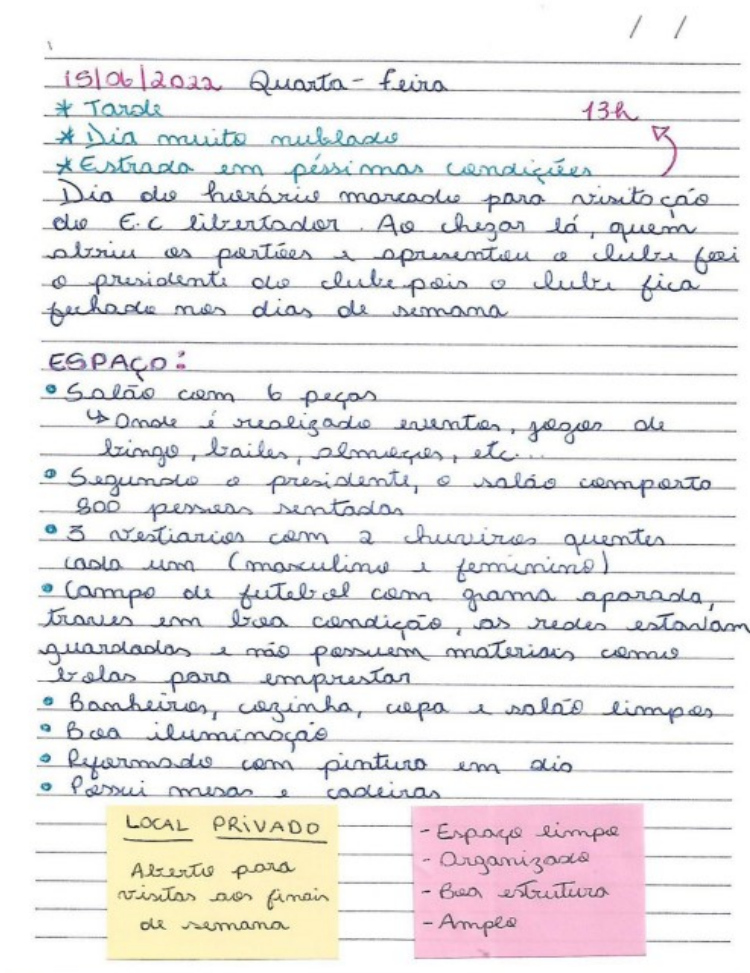 / /
15/06/2022 Quarta-feira
* Tarde
13h
* Dia muito nublado
* Estrada em péssimas condições
Dia do horário marcado para visitação
do E.C libertador. Ao chegar lá, quem
abriu os portões e apresentou o clube foi
o presidente do clube pois o clube fica
fechado nos dias de semana
ESPAÇO:
• Salão com 6 peças
↳ Onde é realizado eventos, jogos de
bingo, bailes, almoços, etc...
• Segundo o presidente, o salão comporta
800 pessoas sentadas
• 3 vestiarios com 2 chuviros quentes
cada um (masculino e feminino)
• Campo de futebol com grama aparada,
traves em boa condição, as redes estavam
guardadas e não possuem materiais como
bolas para emprestar
• Banheiros, cozinha, copa e salão limpos
• Boa iluminação
• Reformado com pintura em dia
• Possui mesas e cadeiras
LOCAL PRIVADO
Aberto para
visitas aos finais
de semana
- Espaço limpo
- Organizado
- Boa estrutura
- Amplo